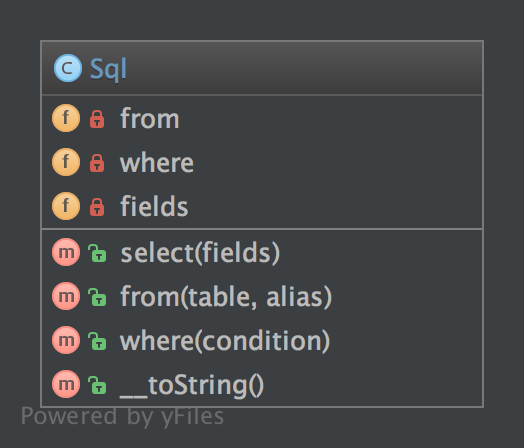 C Sql
f from
f where
f fields
m select(fields)
m from(table, alias)
m where(condition)
m __toString()
Powered by yFiles